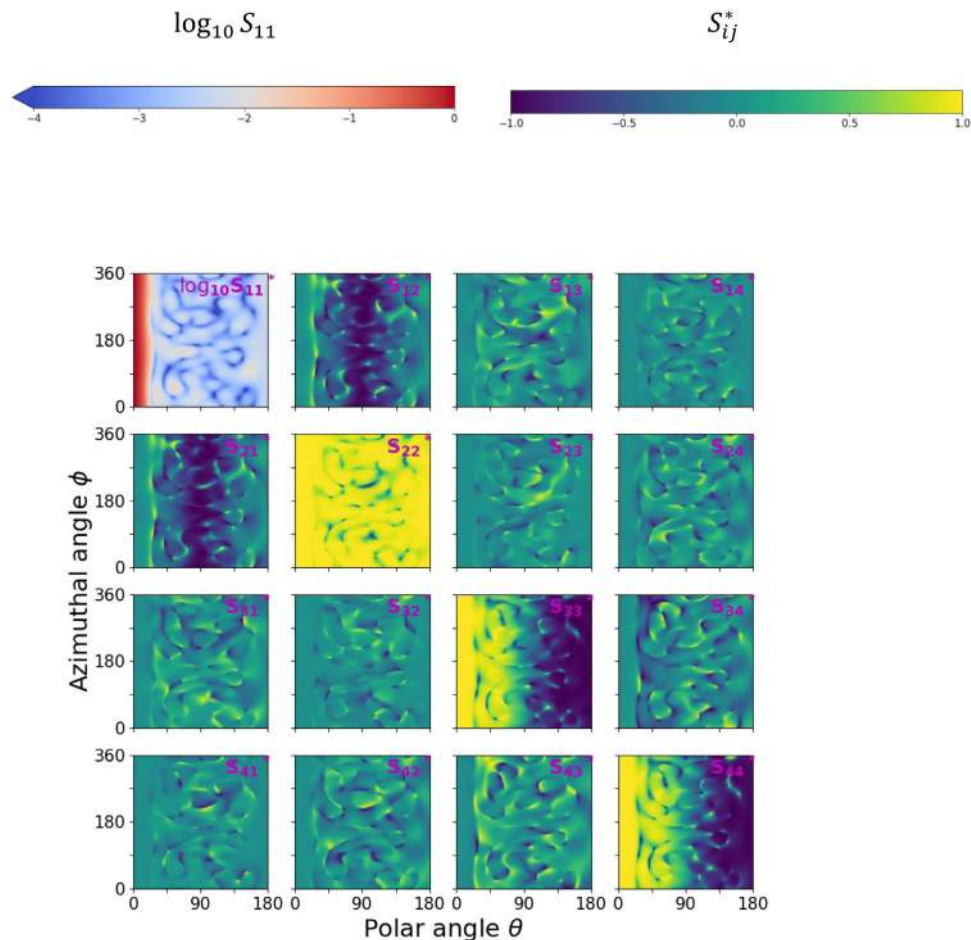 log₁₀ S₁₁ S*ᵢⱼ
−4 −3 −2 −1 0 −1.0 −0.5 0.0 0.5 1.0
360 log₁₀S₁₁* S₁₂* S₁₃* S₁₄*
180
0
360 S₂₁* S₂₂* S₂₃* S₂₄*
180
0
360 S₃₁* S₃₂* S₃₃* S₃₄*
180
0
360 S₄₁* S₄₂* S₄₃* S₄₄*
180
0
Azimuthal angle ϕ
0 90 180 0 90 180 0 90 180 0 90 180
Polar angle θ